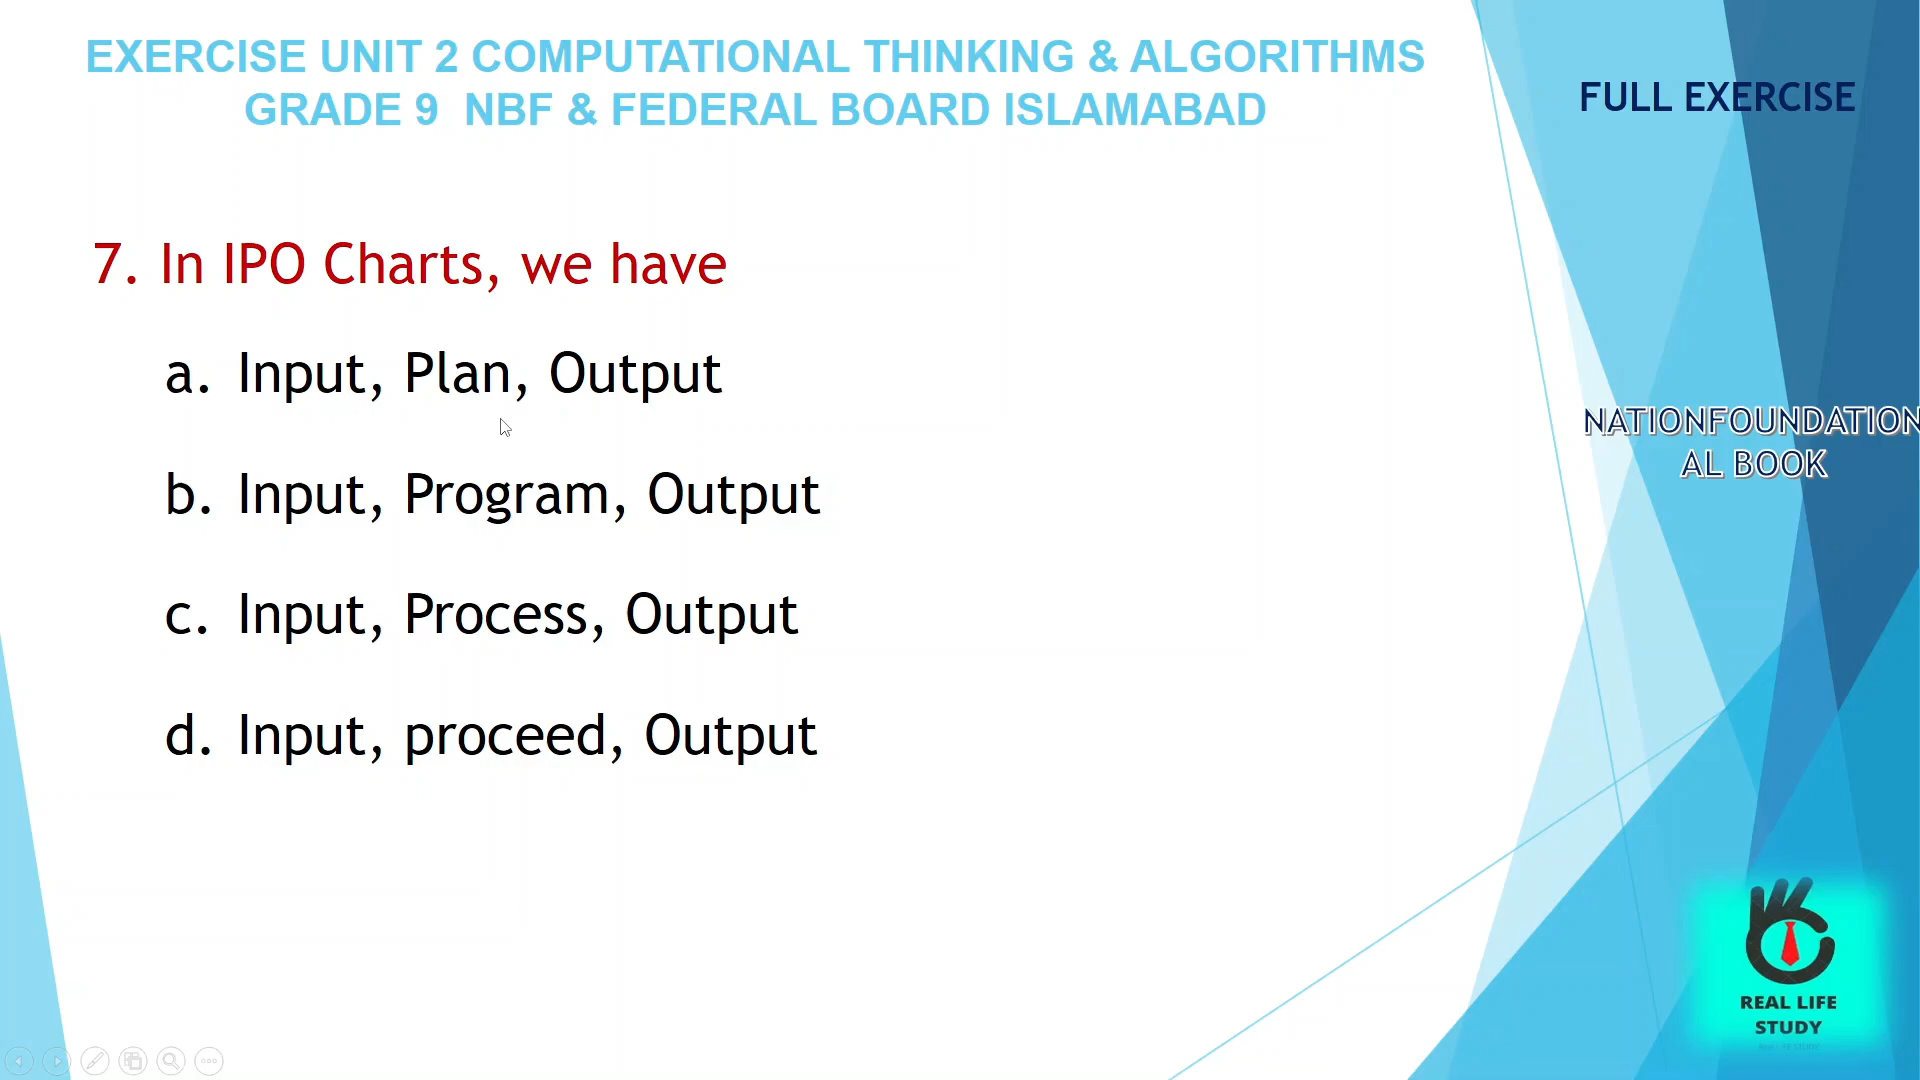 EXERCISE UNIT 2 COMPUTATIONAL THINKING & ALGORITHMS
GRADE 9 NBF & FEDERAL BOARD ISLAMABAD
FULL EXERCISE
7. In IPO Charts, we have
a. Input, Plan, Output
b. Input, Program, Output
c. Input, Process, Output
d. Input, proceed, Output
NATIONFOUNDATION
AL BOOK
REAL LIFE
STUDY